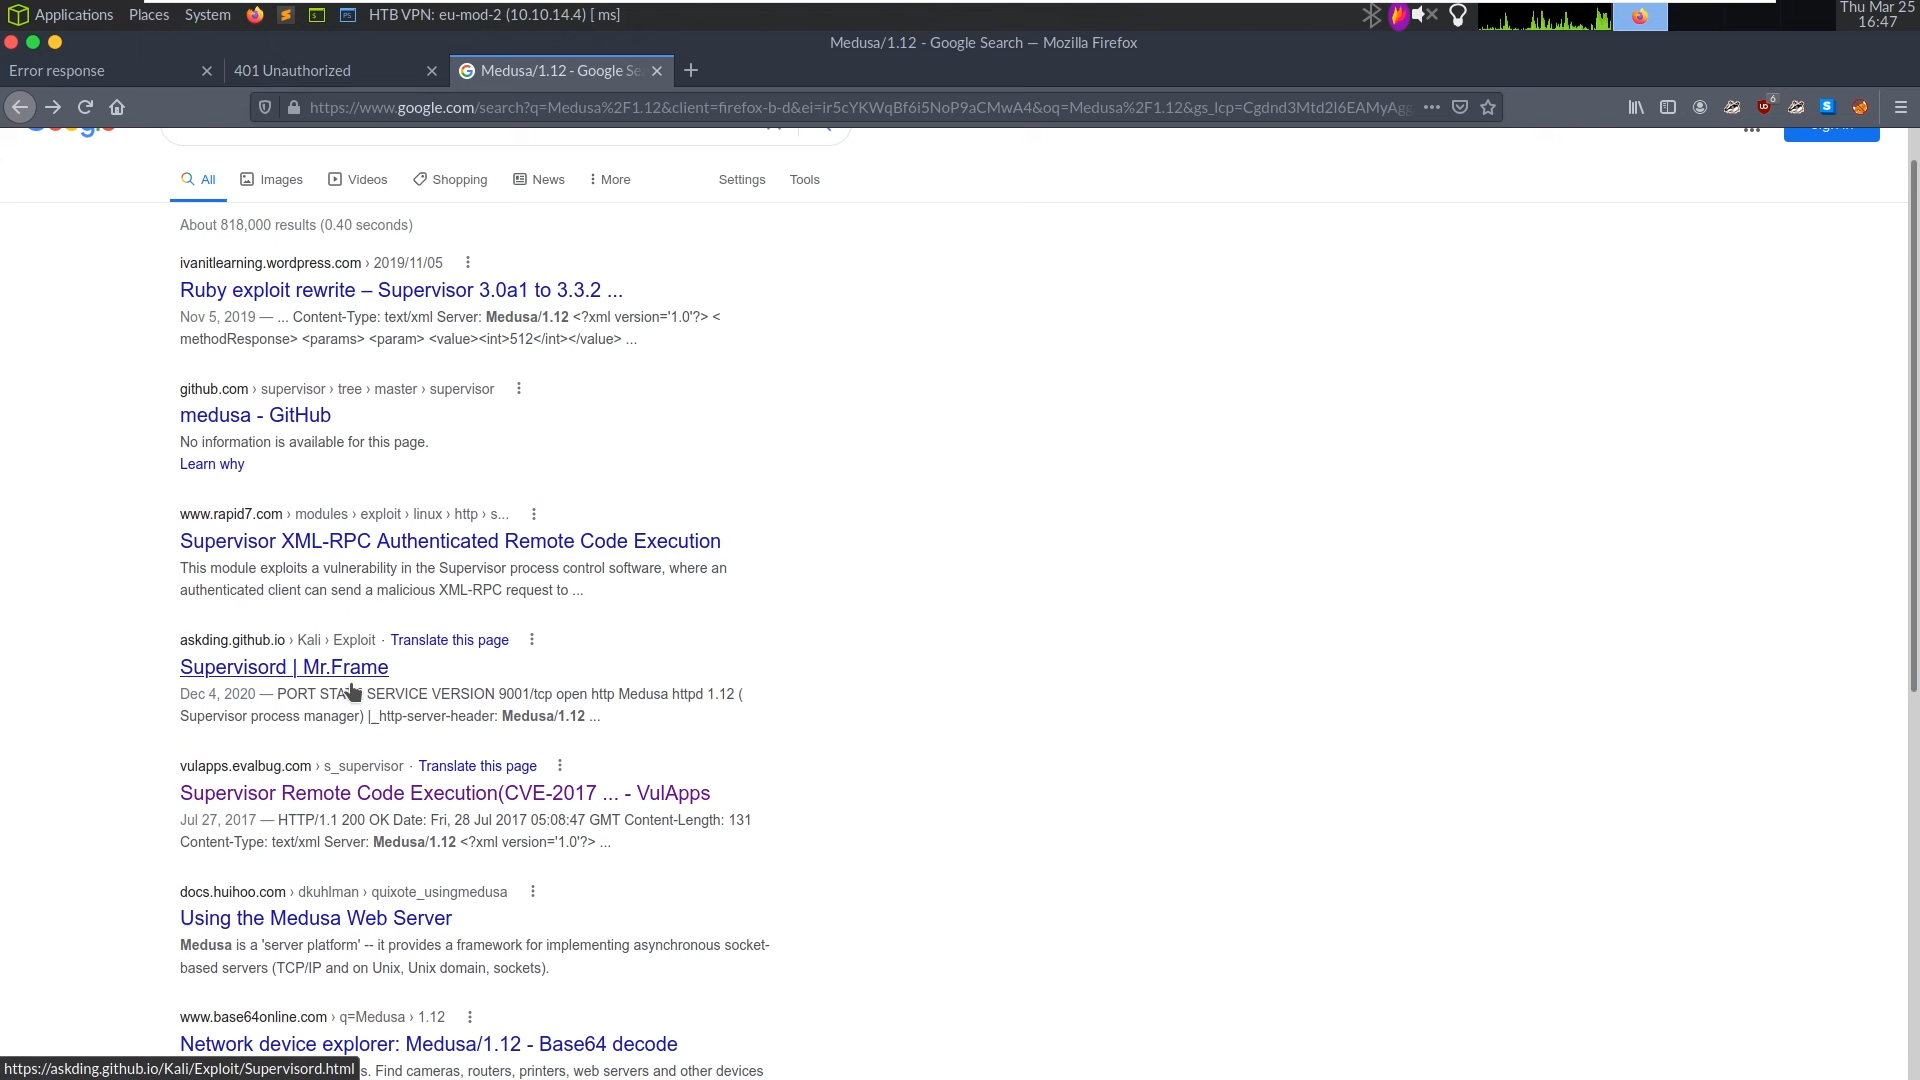 Applications Places System HTB VPN: eu-mod-2 (10.10.14.4) [ ms] Thu Mar 25
16:47
Medusa/1.12 - Google Search — Mozilla Firefox
Error response 401 Unauthorized Medusa/1.12 - Google Se
https://www.google.com/search?q=Medusa%2F1.12&client=firefox-b-d&ei=ir5cYKWqBf6i5NoP9aCMwA4&oq=Medusa%2F1.12&gs_lcp=Cgdnd3Mtd2l6EAMyAgg
All Images Videos Shopping News More Settings Tools
About 818,000 results (0.40 seconds)
ivanitlearning.wordpress.com › 2019/11/05
Ruby exploit rewrite – Supervisor 3.0a1 to 3.3.2 ...
Nov 5, 2019 — ... Content-Type: text/xml Server: Medusa/1.12 <?xml version='1.0'?> <
methodResponse> <params> <param> <value><int>512</int></value> ...
github.com › supervisor › tree › master › supervisor
medusa - GitHub
No information is available for this page.
Learn why
www.rapid7.com › modules › exploit › linux › http › s...
Supervisor XML-RPC Authenticated Remote Code Execution
This module exploits a vulnerability in the Supervisor process control software, where an
authenticated client can send a malicious XML-RPC request to ...
askding.github.io › Kali › Exploit · Translate this page
Supervisord | Mr.Frame
Dec 4, 2020 — PORT STA SERVICE VERSION 9001/tcp open http Medusa httpd 1.12 (
Supervisor process manager) |_http-server-header: Medusa/1.12 ...
vulapps.evalbug.com › s_supervisor · Translate this page
Supervisor Remote Code Execution(CVE-2017 ... - VulApps
Jul 27, 2017 — HTTP/1.1 200 OK Date: Fri, 28 Jul 2017 05:08:47 GMT Content-Length: 131
Content-Type: text/xml Server: Medusa/1.12 <?xml version='1.0'?> ...
docs.huihoo.com › dkuhlman › quixote_usingmedusa
Using the Medusa Web Server
Medusa is a 'server platform' -- it provides a framework for implementing asynchronous socket-
based servers (TCP/IP and on Unix, Unix domain, sockets).
www.base64online.com › q=Medusa › 1.12
Network device explorer: Medusa/1.12 - Base64 decode
https://askding.github.io/Kali/Exploit/Supervisord.html s. Find cameras, routers, printers, web servers and other devices